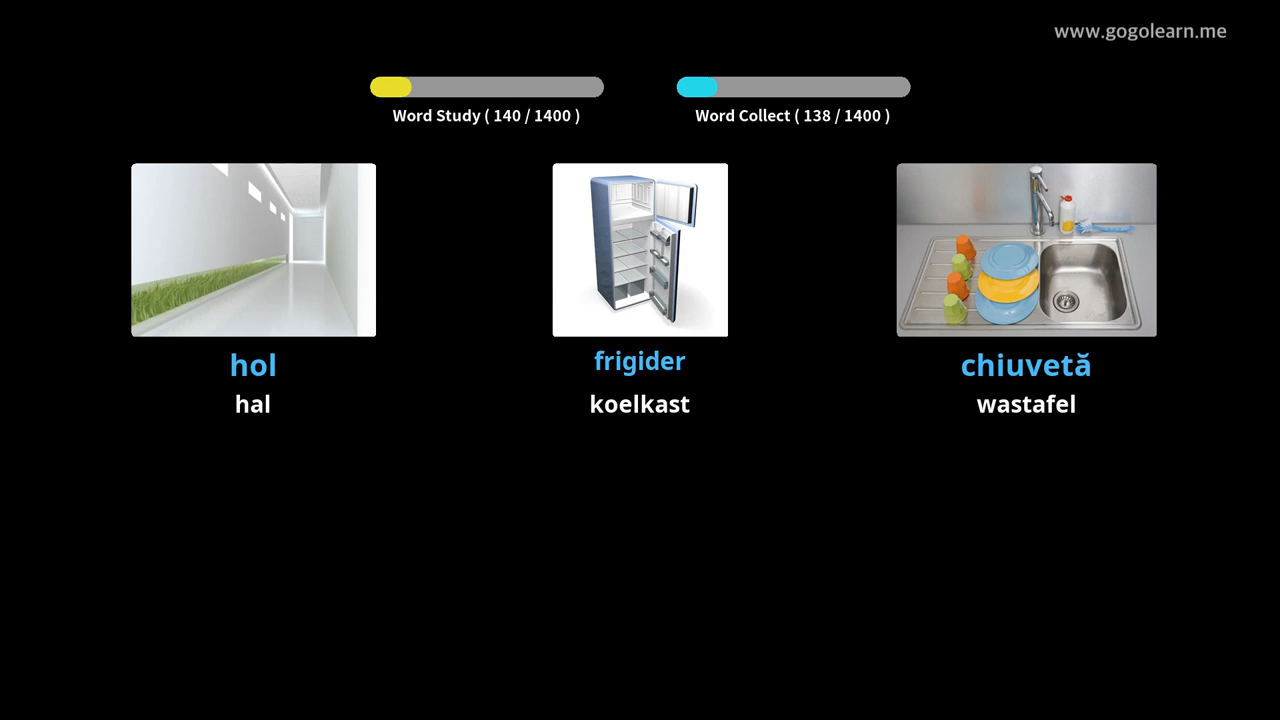 www.gogolearn.me
Word Study ( 140 / 1400 )
Word Collect ( 138 / 1400 )
hol
frigider
chiuvetă
hal
koelkast
wastafel